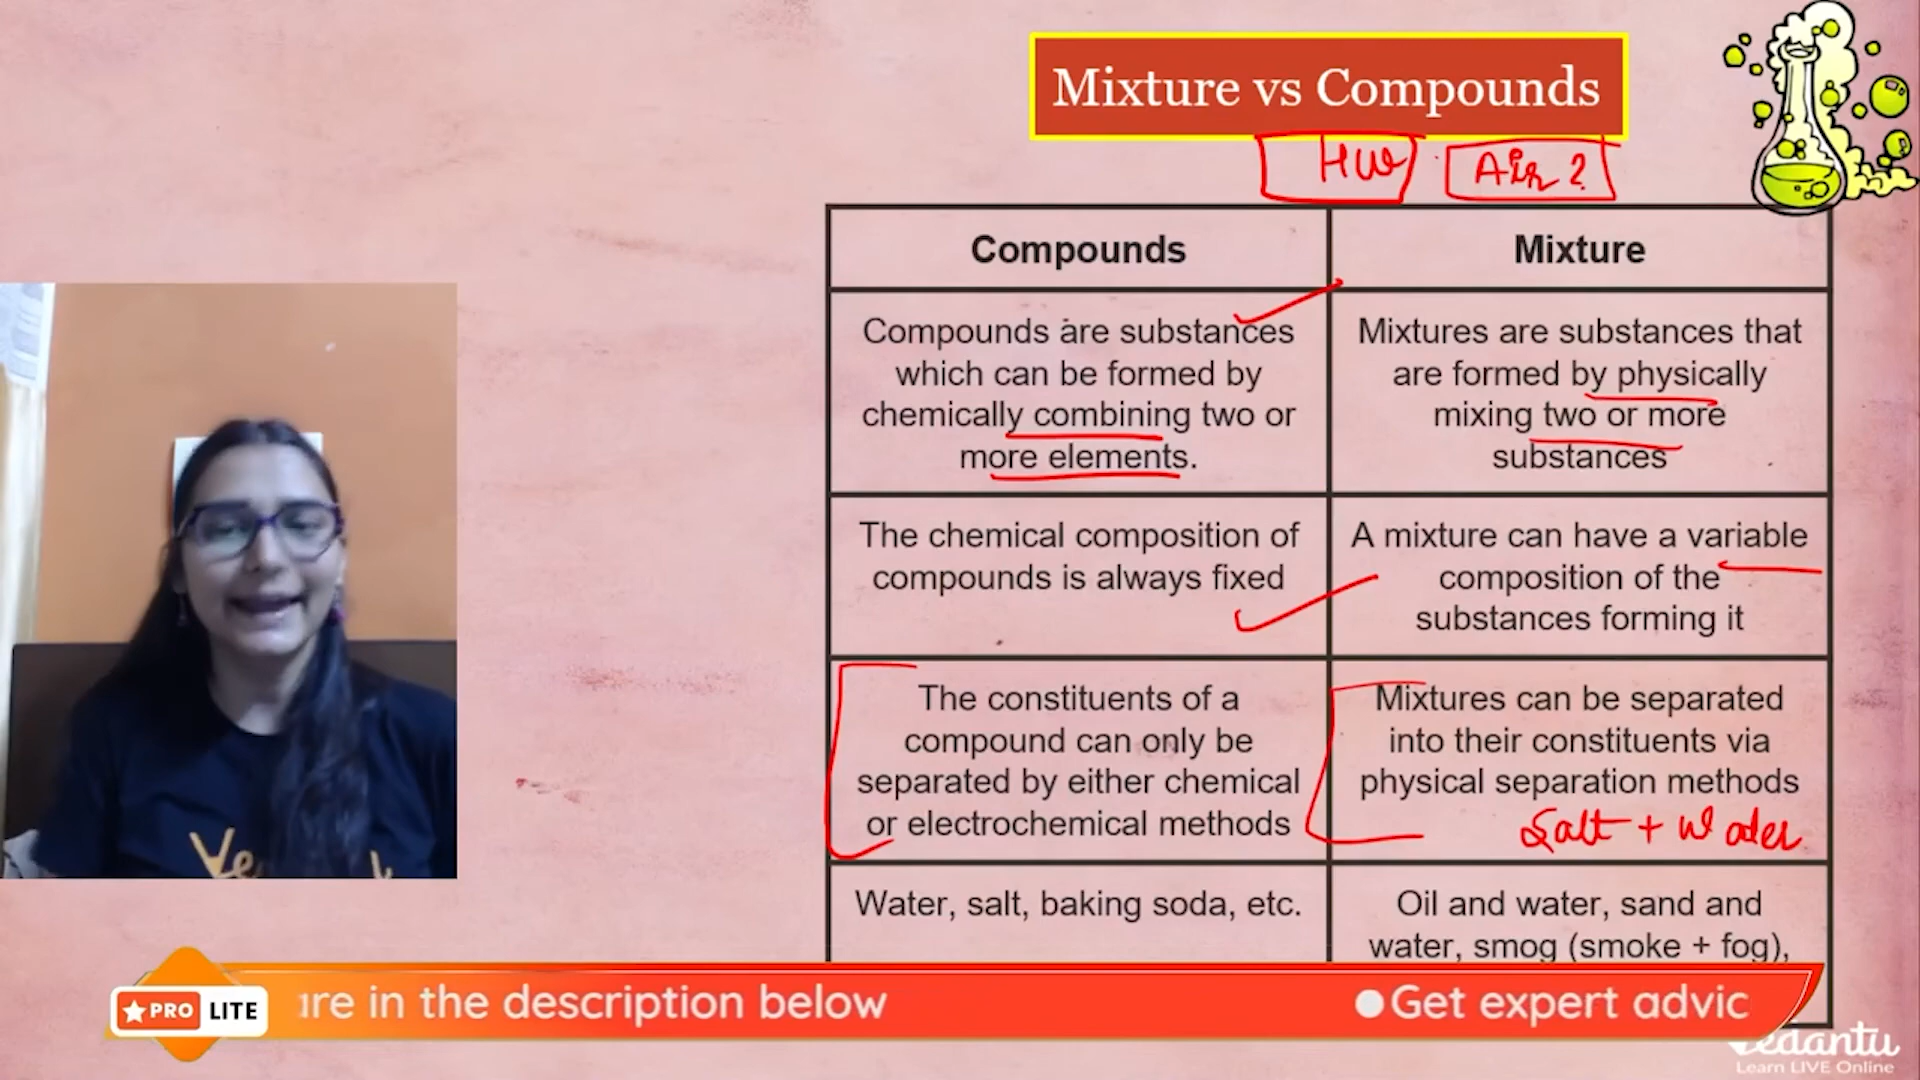 Mixture vs Compounds
HW
Air?
Compounds
Mixture
Compounds are substances
which can be formed by
chemically combining two or
more elements.
Mixtures are substances that
are formed by physically
mixing two or more
substances
The chemical composition of
compounds is always fixed
A mixture can have a variable
composition of the
substances forming it
The constituents of a
compound can only be
separated by either chemical
or electrochemical methods
Mixtures can be separated
into their constituents via
physical separation methods
Salt + Water
Water, salt, baking soda, etc.
Oil and water, sand and
water, smog (smoke + fog),
PRO LITE
are in the description below
Get expert advic
Vedantu
Learn LIVE Online